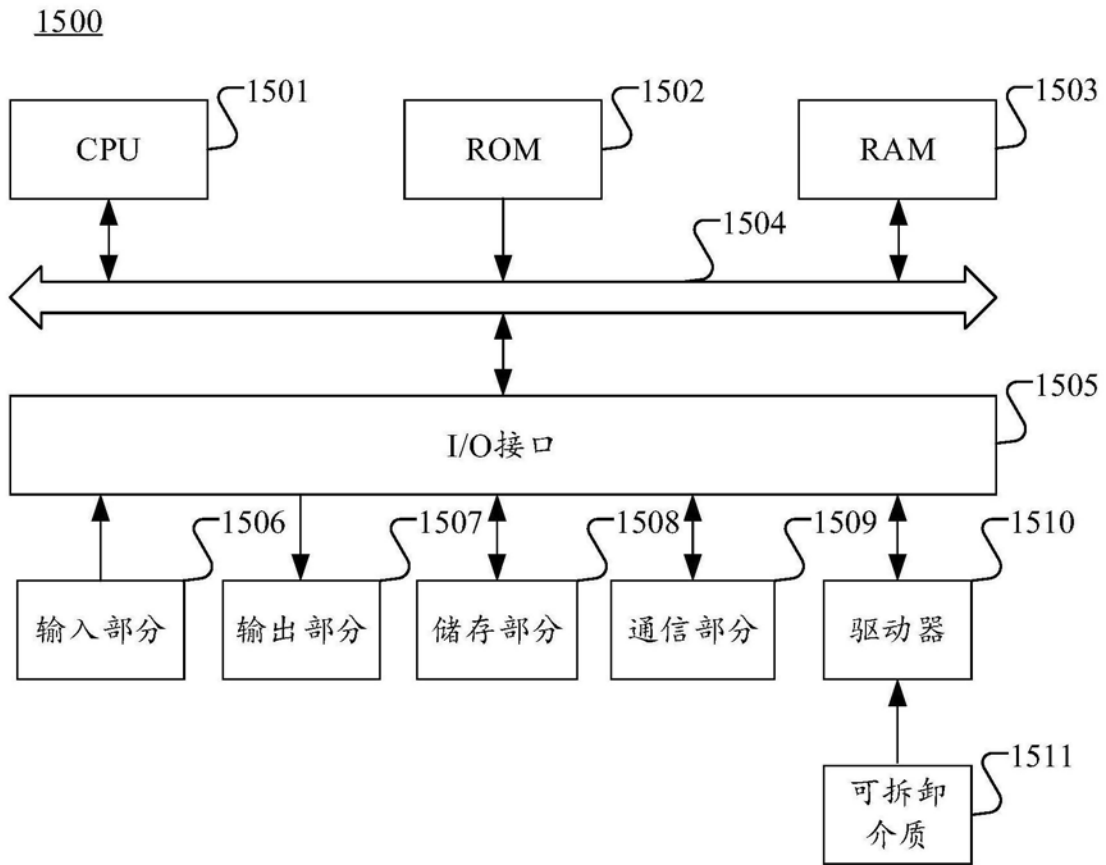 1500
1501
1502
1503
CPU
ROM
RAM
1504
1505
I/O接口
1506
1507
1508
1509
1510
输入部分
输出部分
储存部分
通信部分
驱动器
1511
可拆卸
介质